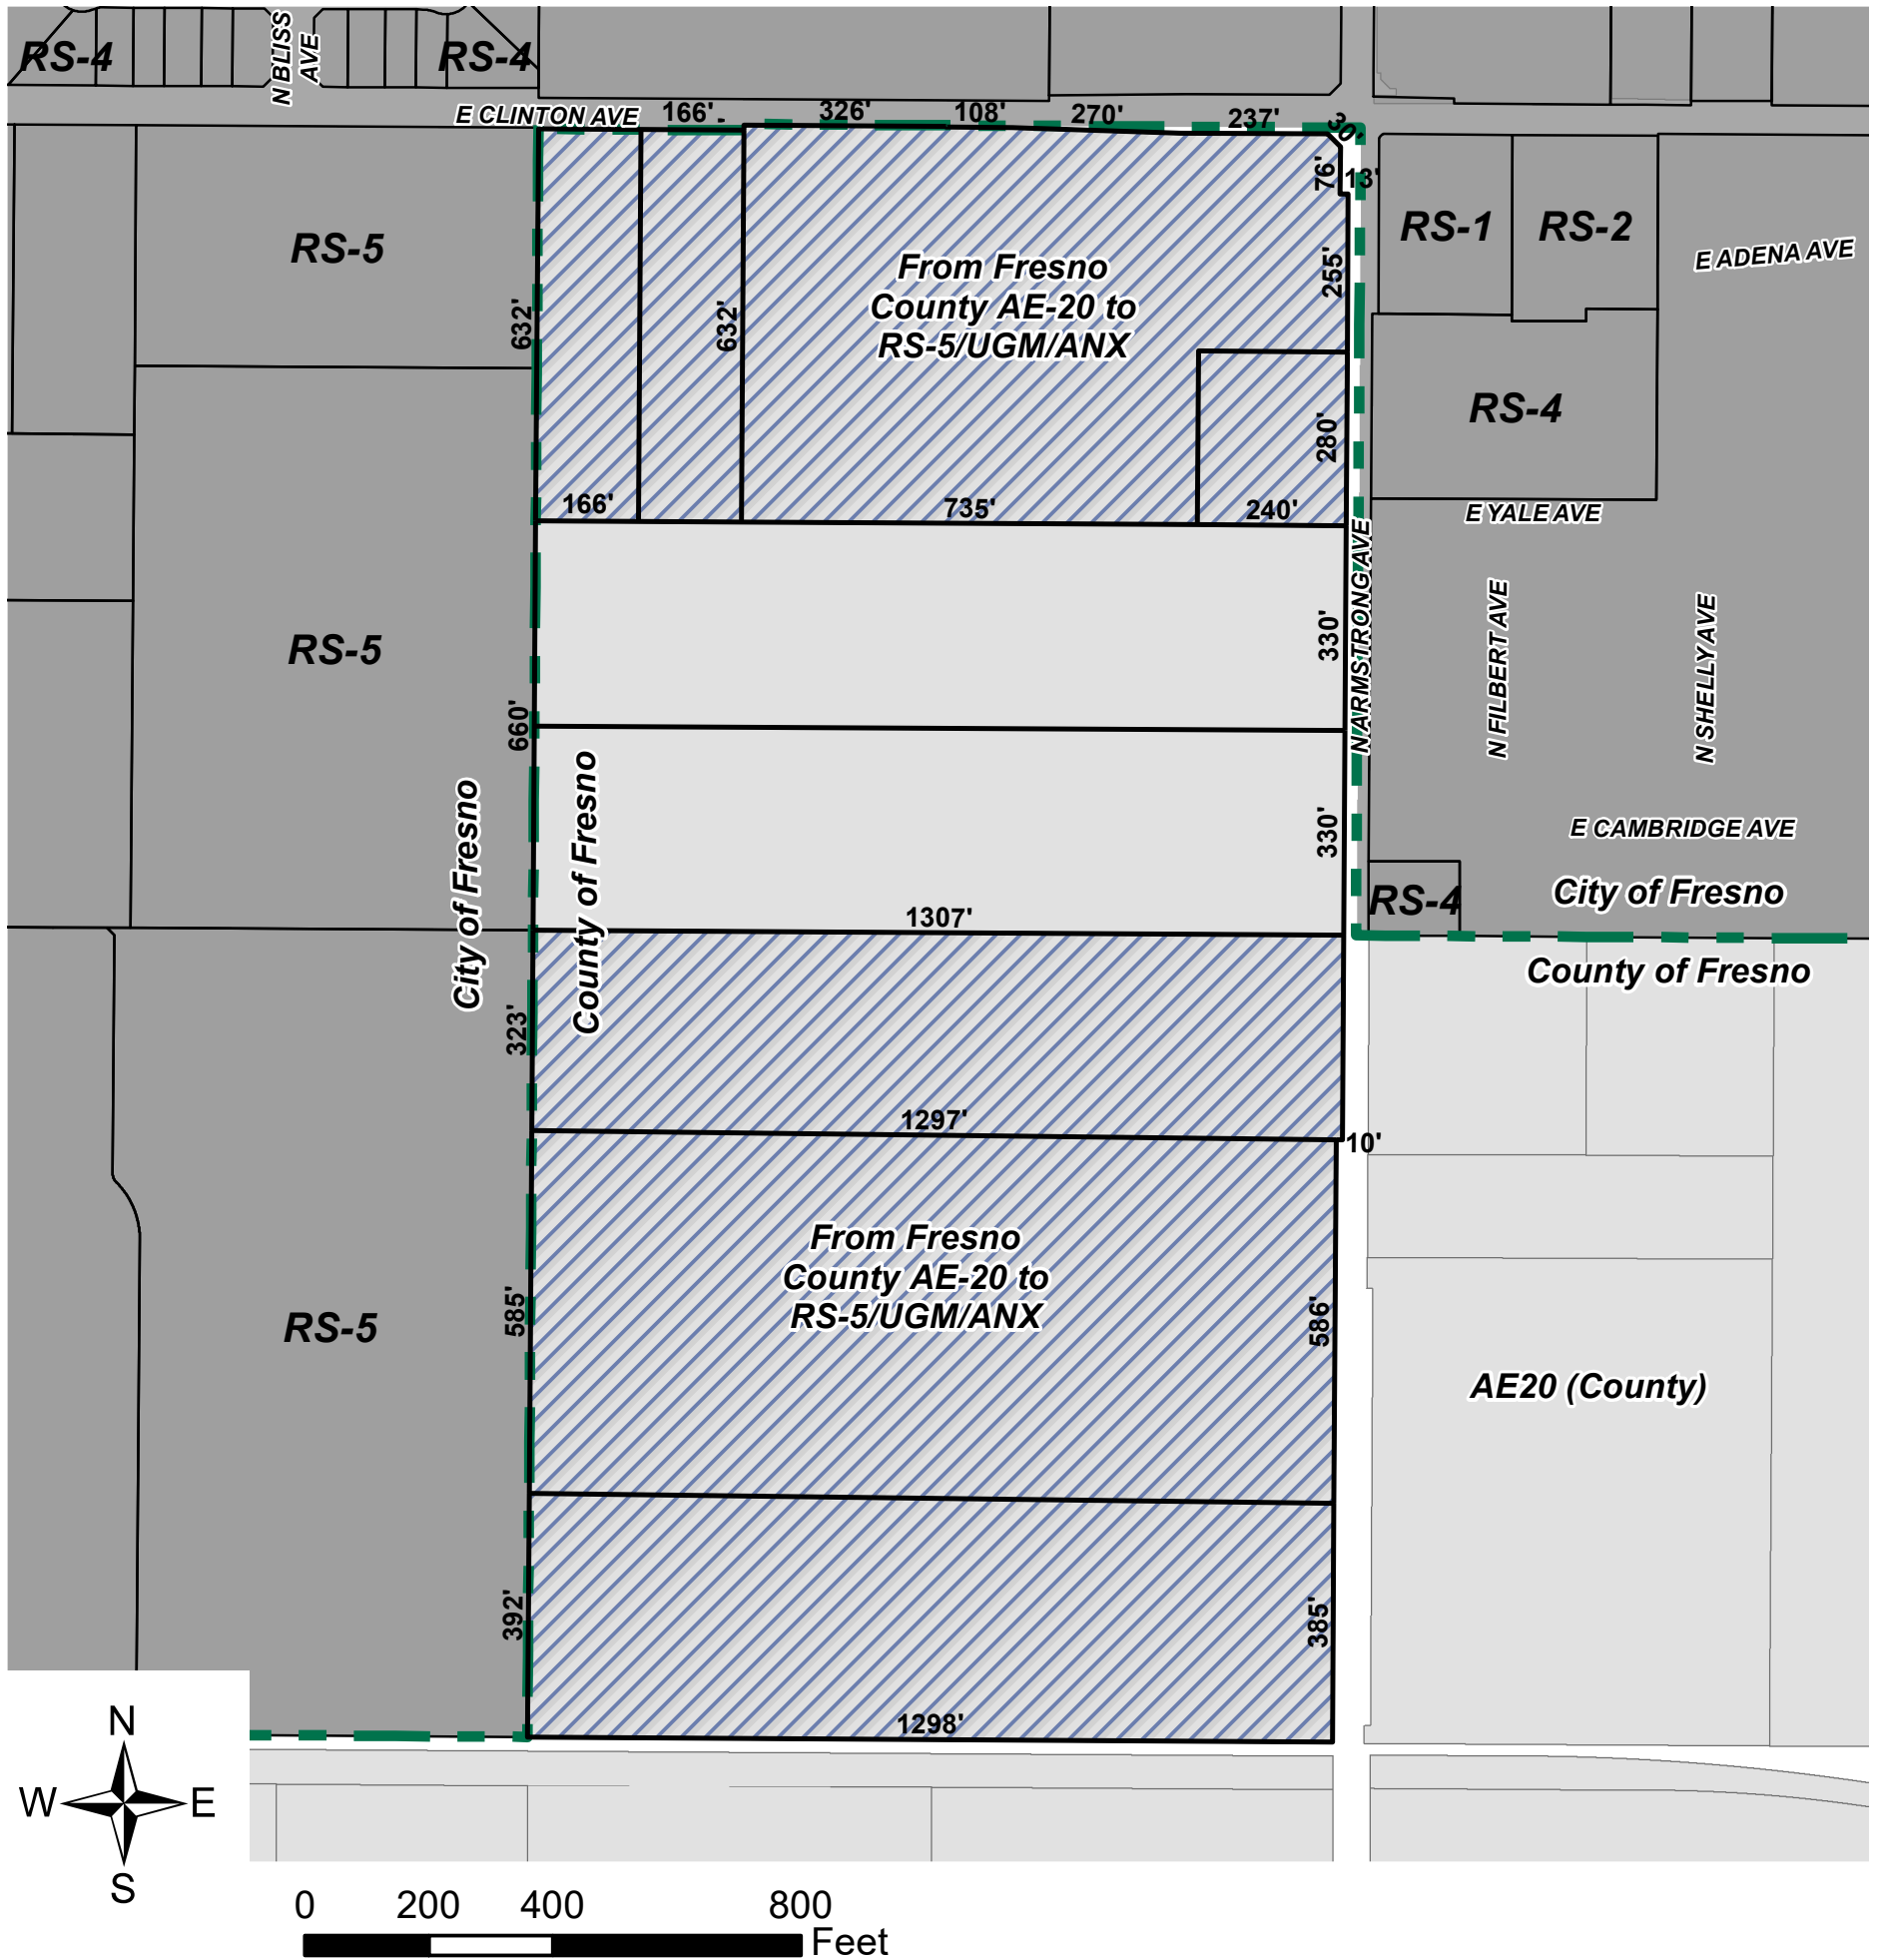 RS-4
N BLISS
AVE
RS-4
E CLINTON AVE
166'
326'
108'
270'
237'
30'
76'
13'
RS-5
From Fresno
County AE-20 to
RS-5/UGM/ANX
RS-1
RS-2
E ADENA AVE
632'
632'
255'
RS-4
280'
166'
735'
240'
E YALE AVE
N ARMSTRONG AVE
RS-5
330'
N FILBERT AVE
N SHELLY AVE
660'
City of Fresno
County of Fresno
330'
E CAMBRIDGE AVE
RS-4
City of Fresno
1307'
County of Fresno
323'
1297'
10'
From Fresno
County AE-20 to
RS-5/UGM/ANX
585'
586'
RS-5
AE20 (County)
392'
385'
1298'
N
W
E
S
0 200 400 800
Feet